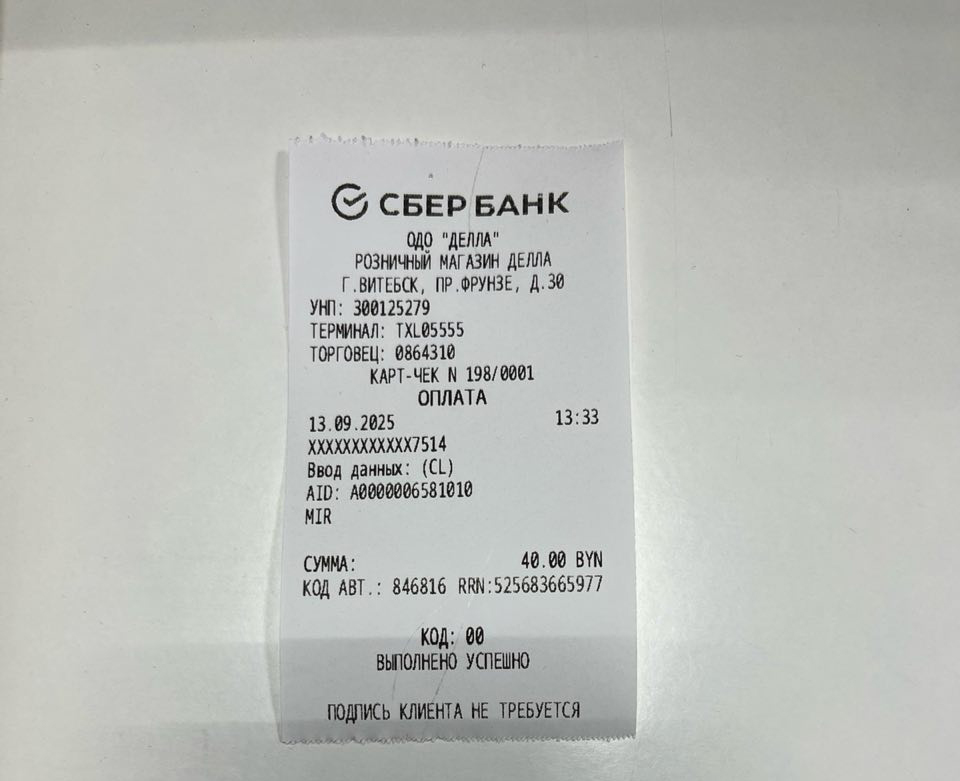 СБЕР БАНК
ОДО "ДЕЛЛА"
РОЗНИЧНЫЙ МАГАЗИН ДЕЛЛА
Г.ВИТЕБСК, ПР.ФРУНЗЕ, Д.30
УНП: 300125279
ТЕРМИНАЛ: TXL05555
ТОРГОВЕЦ: 0864310
КАРТ-ЧЕК N 198/0001
ОПЛАТА
13.09.2025 13:33
XXXXXXXXXXXX7514
Ввод данных: (CL)
AID: A0000006581010
MIR
СУММА: 40.00 BYN
КОД АВТ.: 846816 RRN:525683665977
КОД: 00
ВЫПОЛНЕНО УСПЕШНО
ПОДПИСЬ КЛИЕНТА НЕ ТРЕБУЕТСЯ